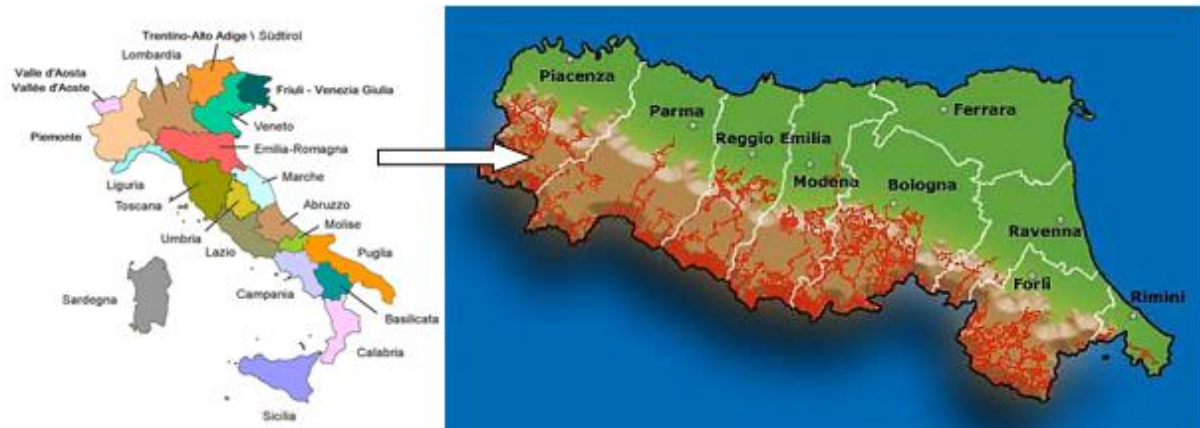 Trentino-Alto Adige \ Südtirol
Lombardia
Valle d'Aosta
Vallée d'Aoste
Friuli - Venezia Giulia
Veneto
Piemonte
Emilia-Romagna
Liguria
Marche
Toscana
Abruzzo
Umbria
Molise
Lazio
Puglia
Campania
Sardegna
Basilicata
Calabria
Sicilia
Piacenza
Parma
Ferrara
Reggio Emilia
Modena
Bologna
Ravenna
Forlì
Rimini